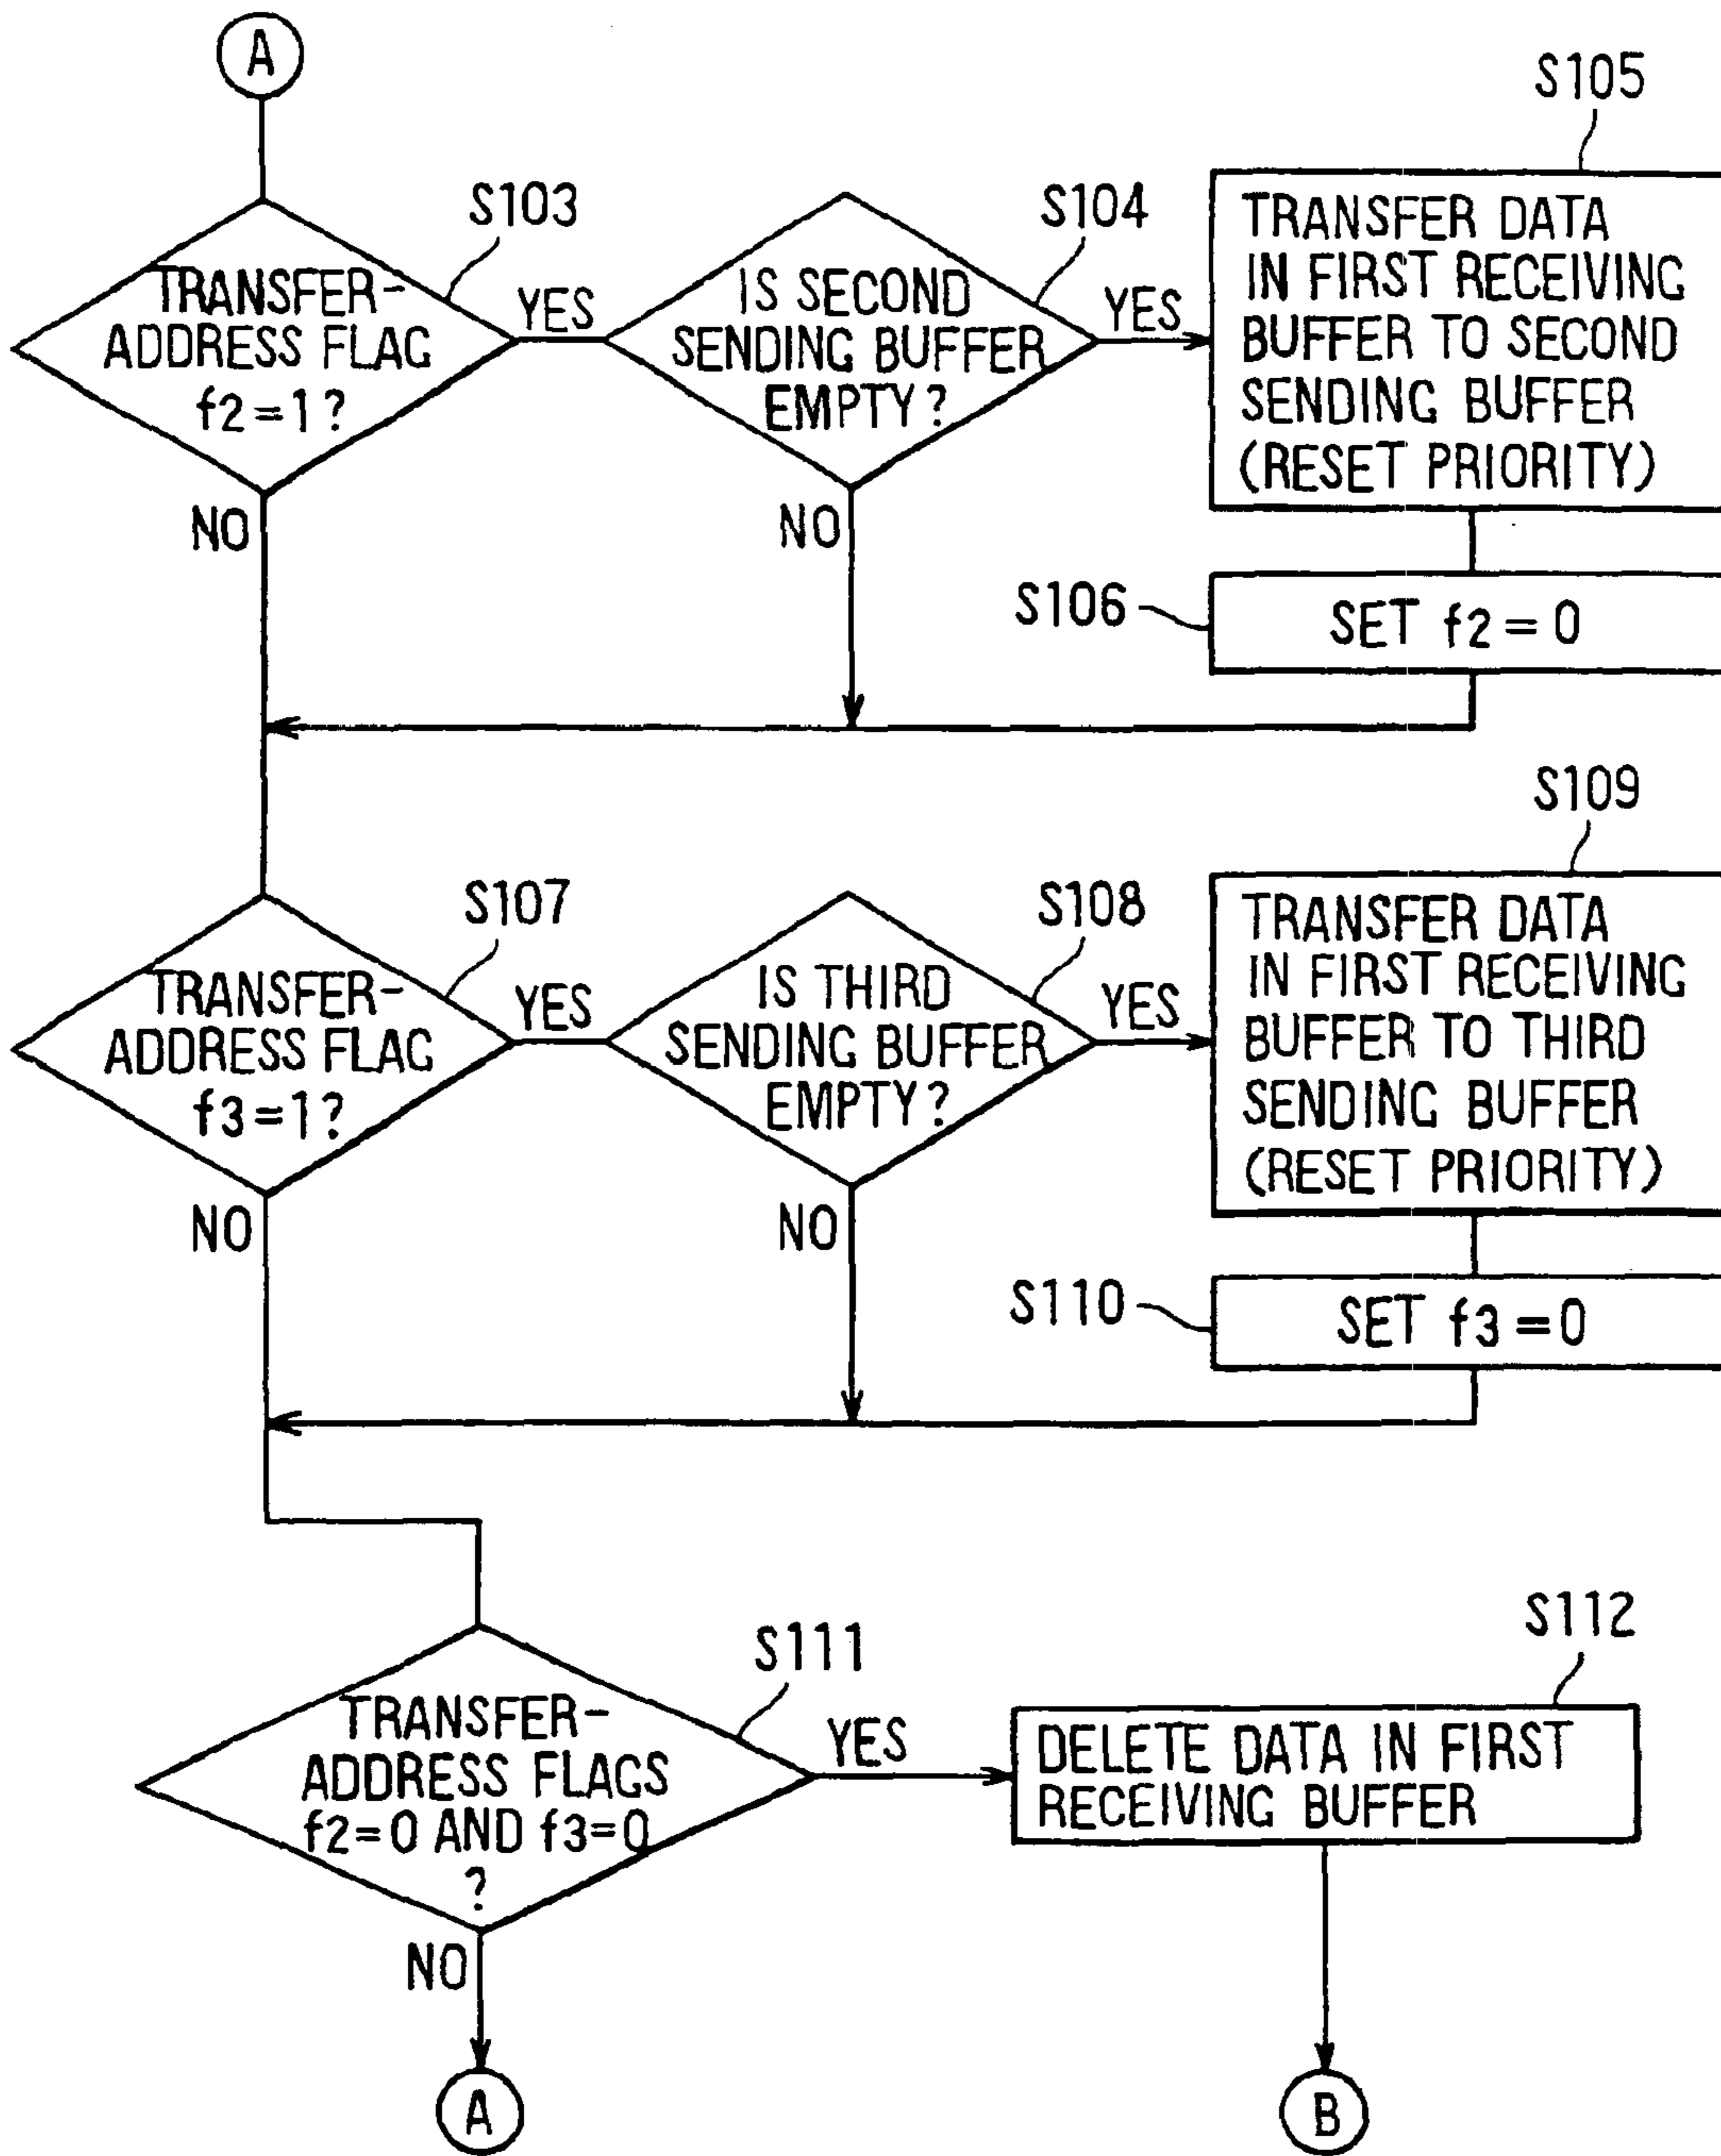 A
S103
TRANSFER-
ADDRESS FLAG
f2=1?
YES
NO
S104
IS SECOND
SENDING BUFFER
EMPTY?
YES
NO
S105
TRANSFER DATA
IN FIRST RECEIVING
BUFFER TO SECOND
SENDING BUFFER
(RESET PRIORITY)
S106
SET f2=0
S107
TRANSFER-
ADDRESS FLAG
f3=1?
YES
NO
S108
IS THIRD
SENDING BUFFER
EMPTY?
YES
NO
S109
TRANSFER DATA
IN FIRST RECEIVING
BUFFER TO THIRD
SENDING BUFFER
(RESET PRIORITY)
S110
SET f3=0
S111
TRANSFER-
ADDRESS FLAGS
f2=0 AND f3=0
?
YES
NO
S112
DELETE DATA IN FIRST
RECEIVING BUFFER
A
B